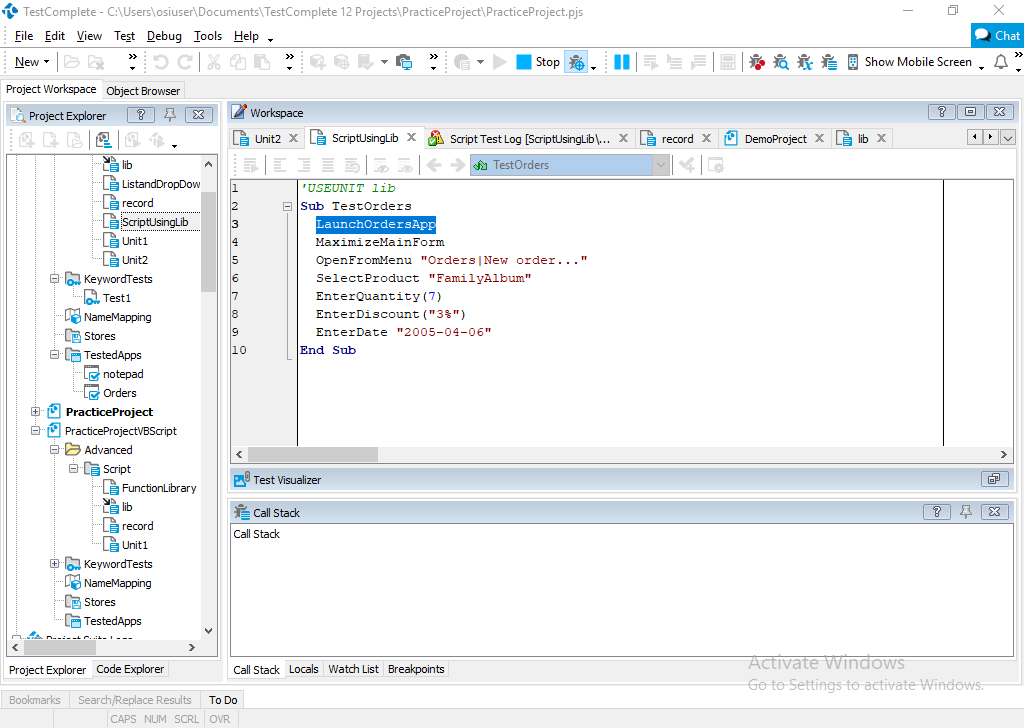 TestComplete - C:\Users\osiuser\Documents\TestComplete 12 Projects\PracticeProject\PracticeProject.pjs
File Edit View Test Debug Tools Help
Chat
New Stop Show Mobile Screen
Project Workspace Object Browser
Project Explorer
lib
ListandDropDow
record
ScriptUsingLib
Unit1
Unit2
KeywordTests
Test1
NameMapping
Stores
TestedApps
notepad
Orders
PracticeProject
PracticeProjectVBScript
Advanced
Script
FunctionLibrary
lib
record
Unit1
KeywordTests
NameMapping
Stores
TestedApps
Project Suite Logs
Project Explorer Code Explorer
Workspace
Unit2 ScriptUsingLib Script Test Log [ScriptUsingLib\... record DemoProject lib
TestOrders
1 'USEUNIT lib
2 Sub TestOrders
3 LaunchOrdersApp
4 MaximizeMainForm
5 OpenFromMenu "Orders|New order..."
6 SelectProduct "FamilyAlbum"
7 EnterQuantity(7)
8 EnterDiscount("3%")
9 EnterDate "2005-04-06"
10 End Sub
Test Visualizer
Call Stack
Call Stack
Call Stack Locals Watch List Breakpoints
Activate Windows
Go to Settings to activate Windows.
Bookmarks Search/Replace Results To Do
CAPS NUM SCRL OVR